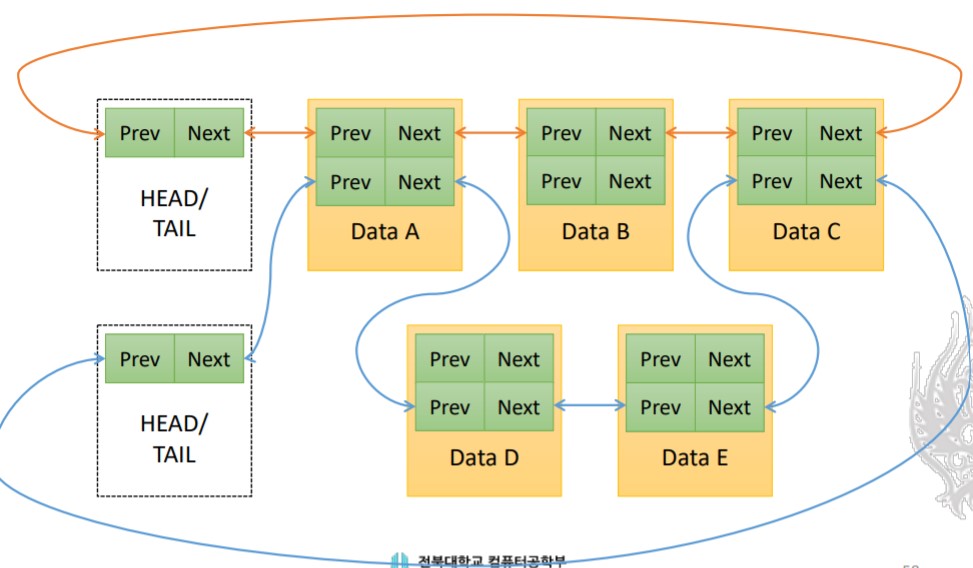 Prev Next
HEAD/
TAIL
Prev Next
Prev Next
Data A
Prev Next
Prev Next
Data B
Prev Next
Prev Next
Data C
Prev Next
HEAD/
TAIL
Prev Next
Prev Next
Data D
Prev Next
Prev Next
Data E
전북대학교 컴퓨터공학부